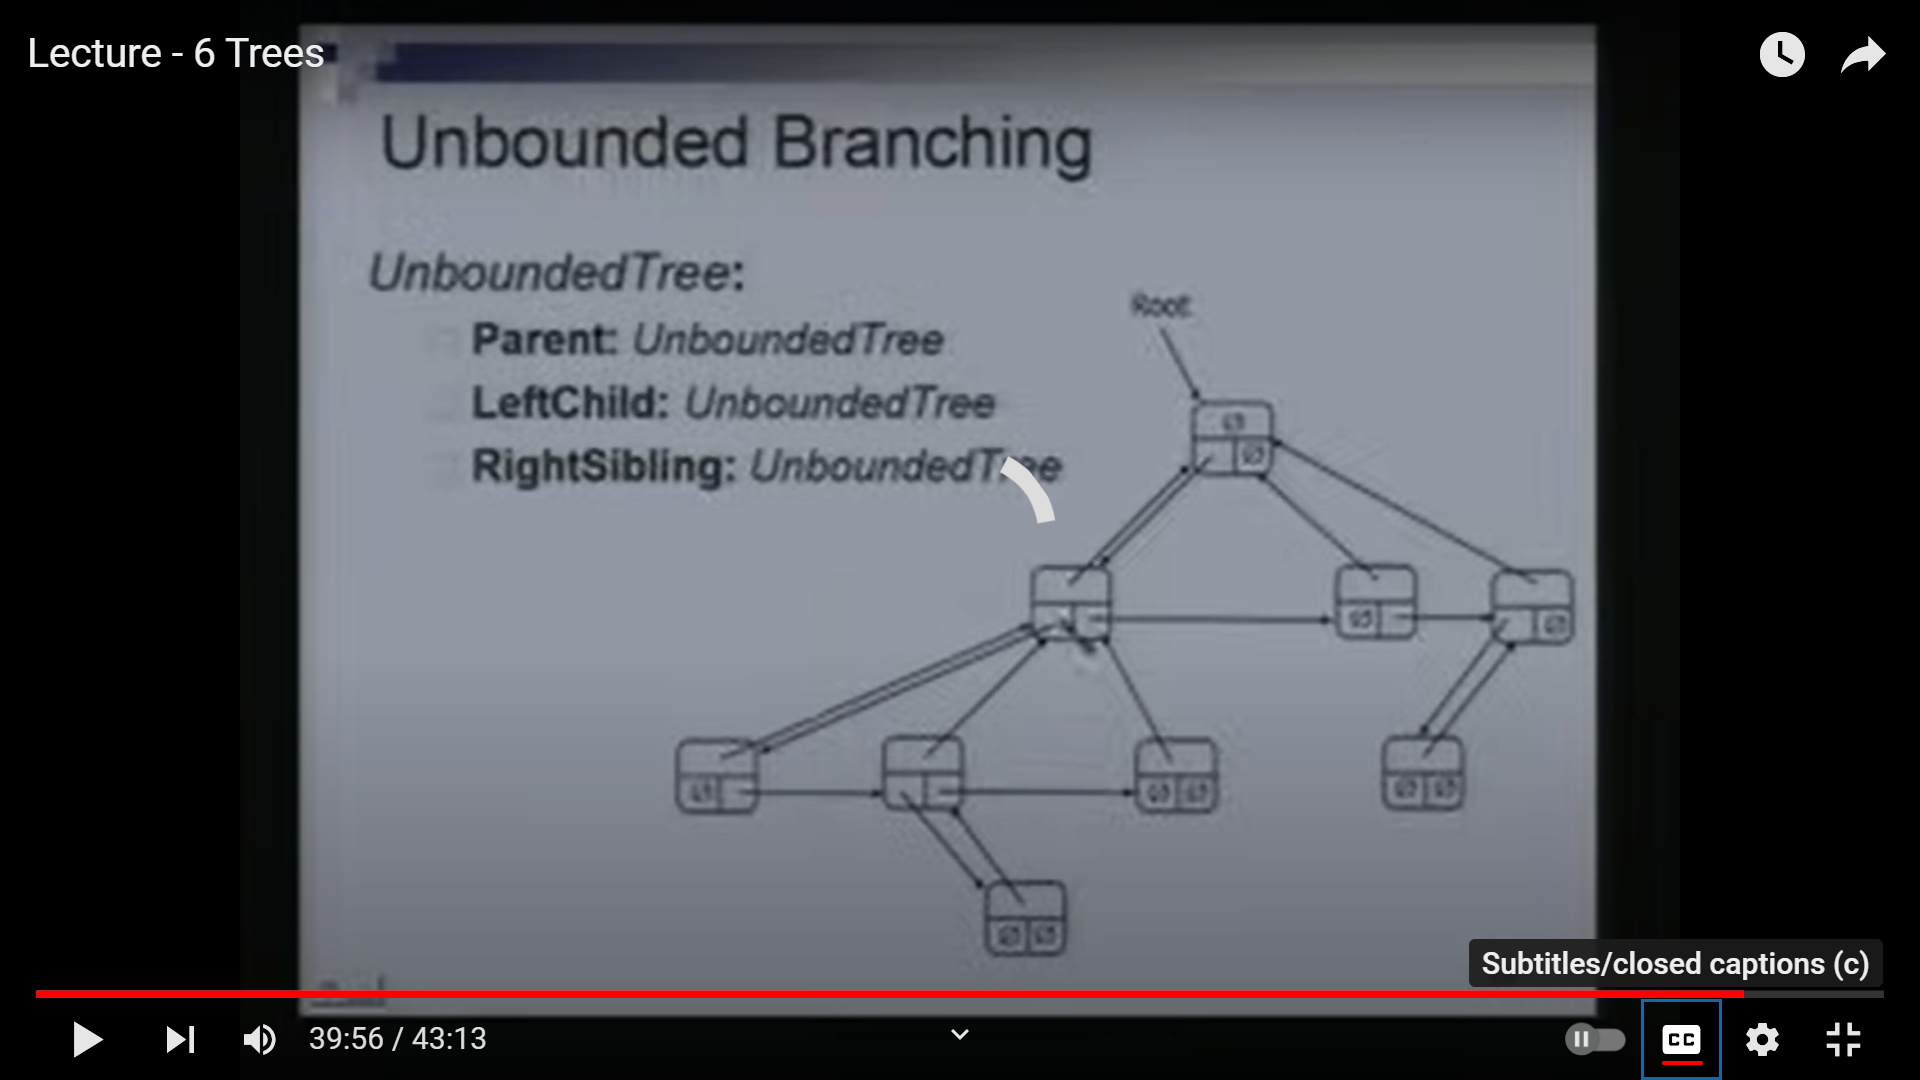 Lecture - 6 Trees
Unbounded Branching
UnboundedTree:
Parent: UnboundedTree
LeftChild: UnboundedTree
RightSibling: UnboundedTree
Root
Ø
Ø
Ø
Ø
Ø
Ø Ø
Ø Ø
Ø Ø
Subtitles/closed captions (c)
39:56 / 43:13
CC